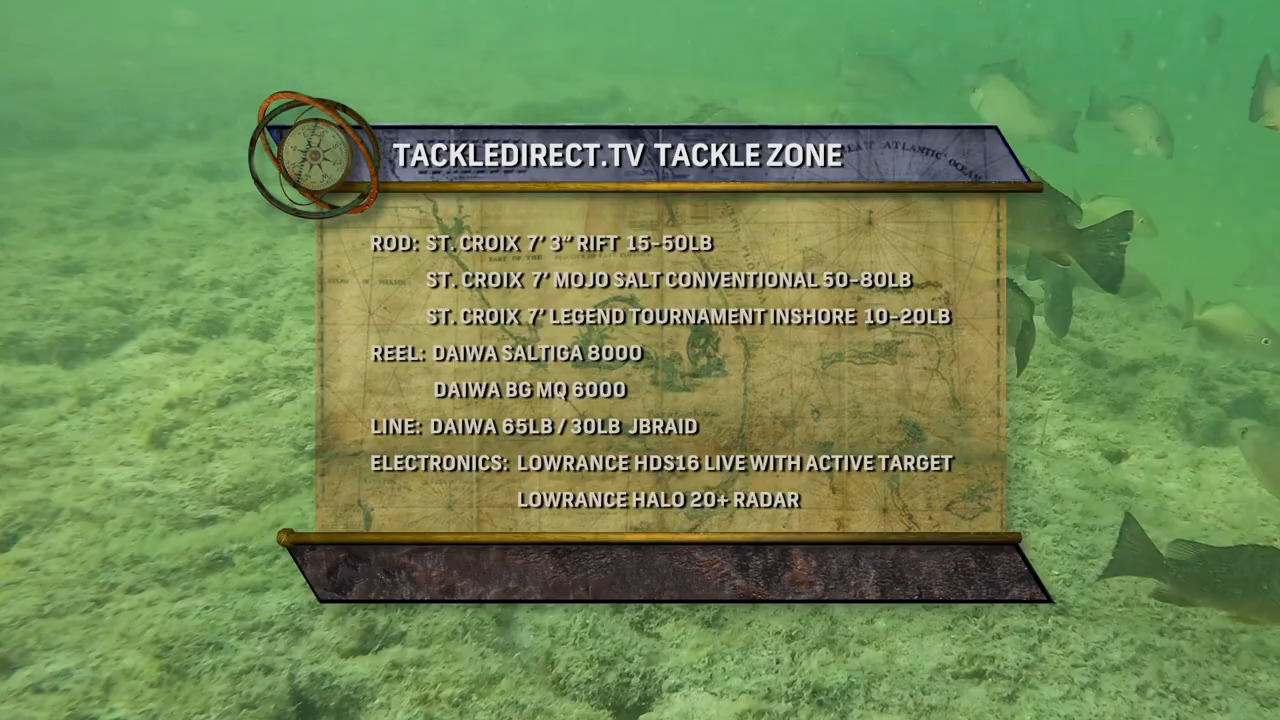 TACKLEDIRECT.TV TACKLE ZONE
ATLANTIC OCEA
ROD: ST. CROIX 7' 3" RIFT 15-50LB
ST. CROIX 7' MOJO SALT CONVENTIONAL 50-80LB
ST. CROIX 7' LEGEND TOURNAMENT INSHORE 10-20LB
REEL: DAIWA SALTIGA 8000
DAIWA BG MQ 6000
LINE: DAIWA 65LB / 30LB JBRAID
ELECTRONICS: LOWRANCE HDS16 LIVE WITH ACTIVE TARGET
LOWRANCE HALO 20+ RADAR